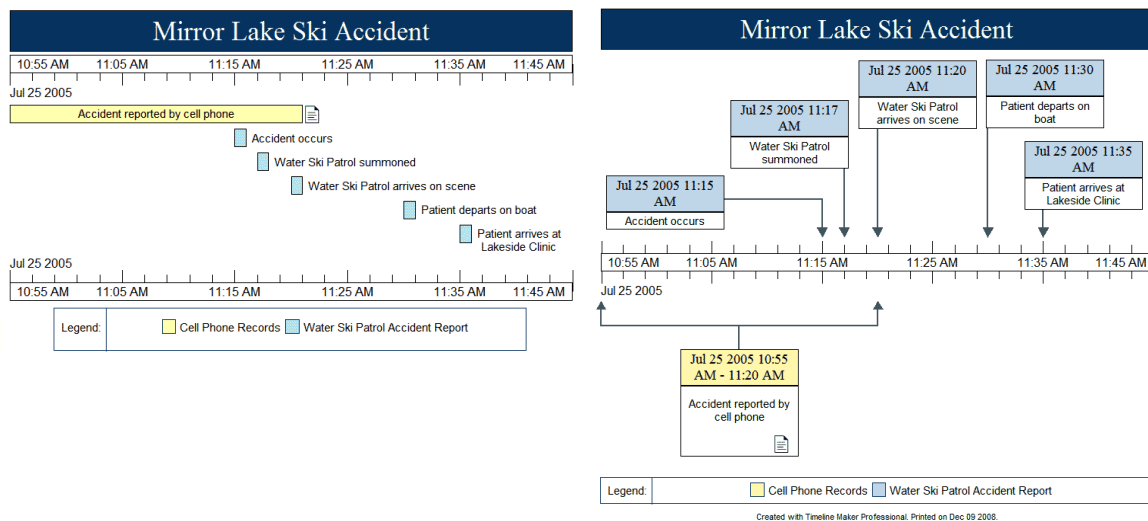 Mirror Lake Ski Accident
10:55 AM 11:05 AM 11:15 AM 11:25 AM 11:35 AM 11:45 AM
Jul 25 2005
Accident reported by cell phone
Accident occurs
Water Ski Patrol summoned
Water Ski Patrol arrives on scene
Patient departs on boat
Patient arrives at
Lakeside Clinic
Jul 25 2005
10:55 AM 11:05 AM 11:15 AM 11:25 AM 11:35 AM 11:45 AM
Legend: Cell Phone Records Water Ski Patrol Accident Report
Mirror Lake Ski Accident
Jul 25 2005 11:20
AM
Water Ski Patrol
arrives on scene
Jul 25 2005 11:30
AM
Patient departs on
boat
Jul 25 2005 11:17
AM
Water Ski Patrol
summoned
Jul 25 2005 11:35
AM
Patient arrives at
Lakeside Clinic
Jul 25 2005 11:15
AM
Accident occurs
10:55 AM 11:05 AM 11:15 AM 11:25 AM 11:35 AM 11:45 AM
Jul 25 2005
Jul 25 2005 10:55
AM - 11:20 AM
Accident reported by
cell phone
Legend: Cell Phone Records Water Ski Patrol Accident Report
Created with Timeline Maker Professional. Printed on Dec 09 2008.